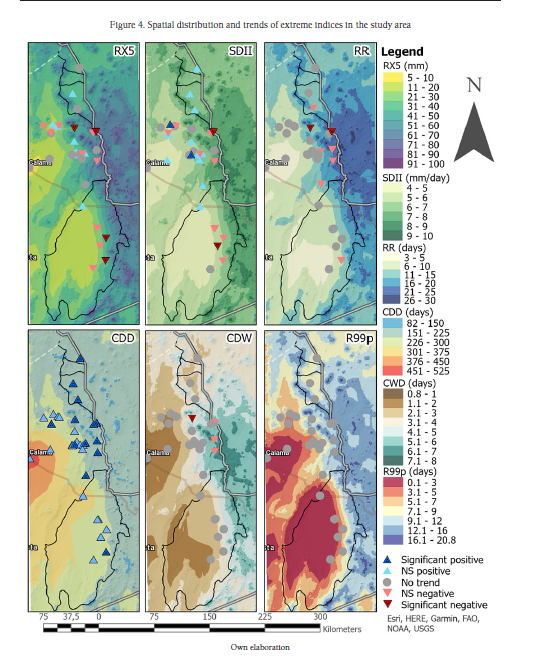 Figure 4. Spatial distribution and trends of extreme indices in the study area
RX5
SDII
RR
Calama
Calama
Calama
ta
ta
ta
CDD
CDW
R99p
Calama
Calama
Calama
ta
ta
ta
Legend
RX5 (mm)
5 - 10
11 - 20
21 - 30
31 - 40
41 - 50
51 - 60
51 - 70
71 - 80
81 - 90
91 - 100
SDII (mm/day)
4 - 5
5 - 6
6 - 7
7 - 8
8 - 9
9 - 10
RR (days)
3 - 5
6 - 10
11 - 15
16 - 20
21 - 25
26 - 30
CDD (days)
82 - 150
151 - 225
226 - 300
301 - 375
376 - 450
451 - 525
CWD (days)
0.8 - 1
1.1 - 2
2.1 - 3
3.1 - 4
4.1 - 5
5.1 - 6
6.1 - 7
7.1 - 8
R99p (days)
0.1 - 3
3.1 - 5
5.1 - 7
7.1 - 9
9.1 - 12
12.1 - 16
16.1 - 20.8
Significant positive
NS positive
No trend
NS negative
Significant negative
Esri, HERE, Garmin, FAO,
NOAA, USGS
N
75 37,5 0 75 150 225 300
Kilometers
Own elaboration